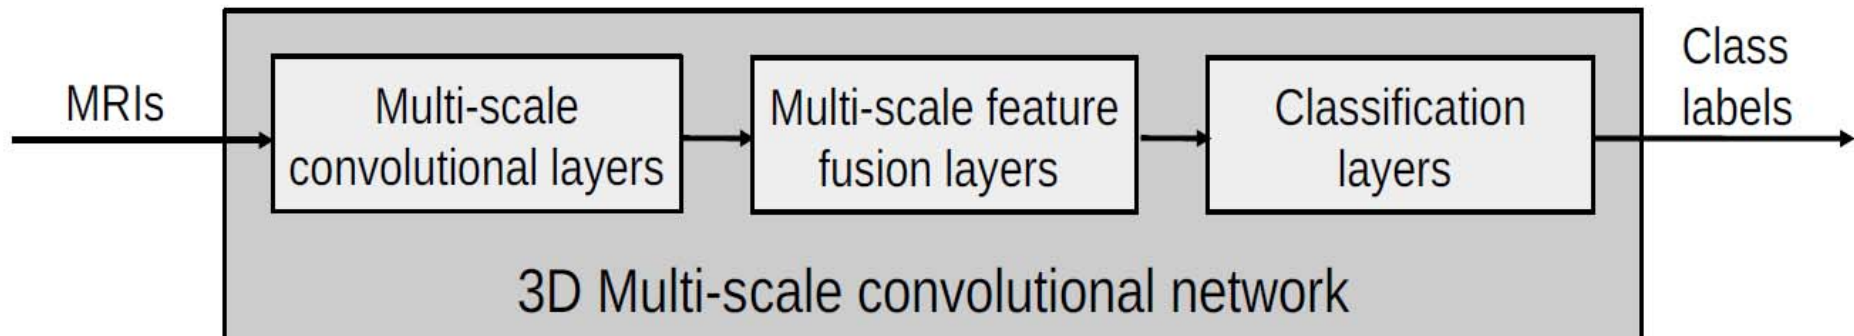 MRIs
Multi-scale
convolutional layers
Multi-scale feature
fusion layers
Classification
layers
Class
labels
3D Multi-scale convolutional network